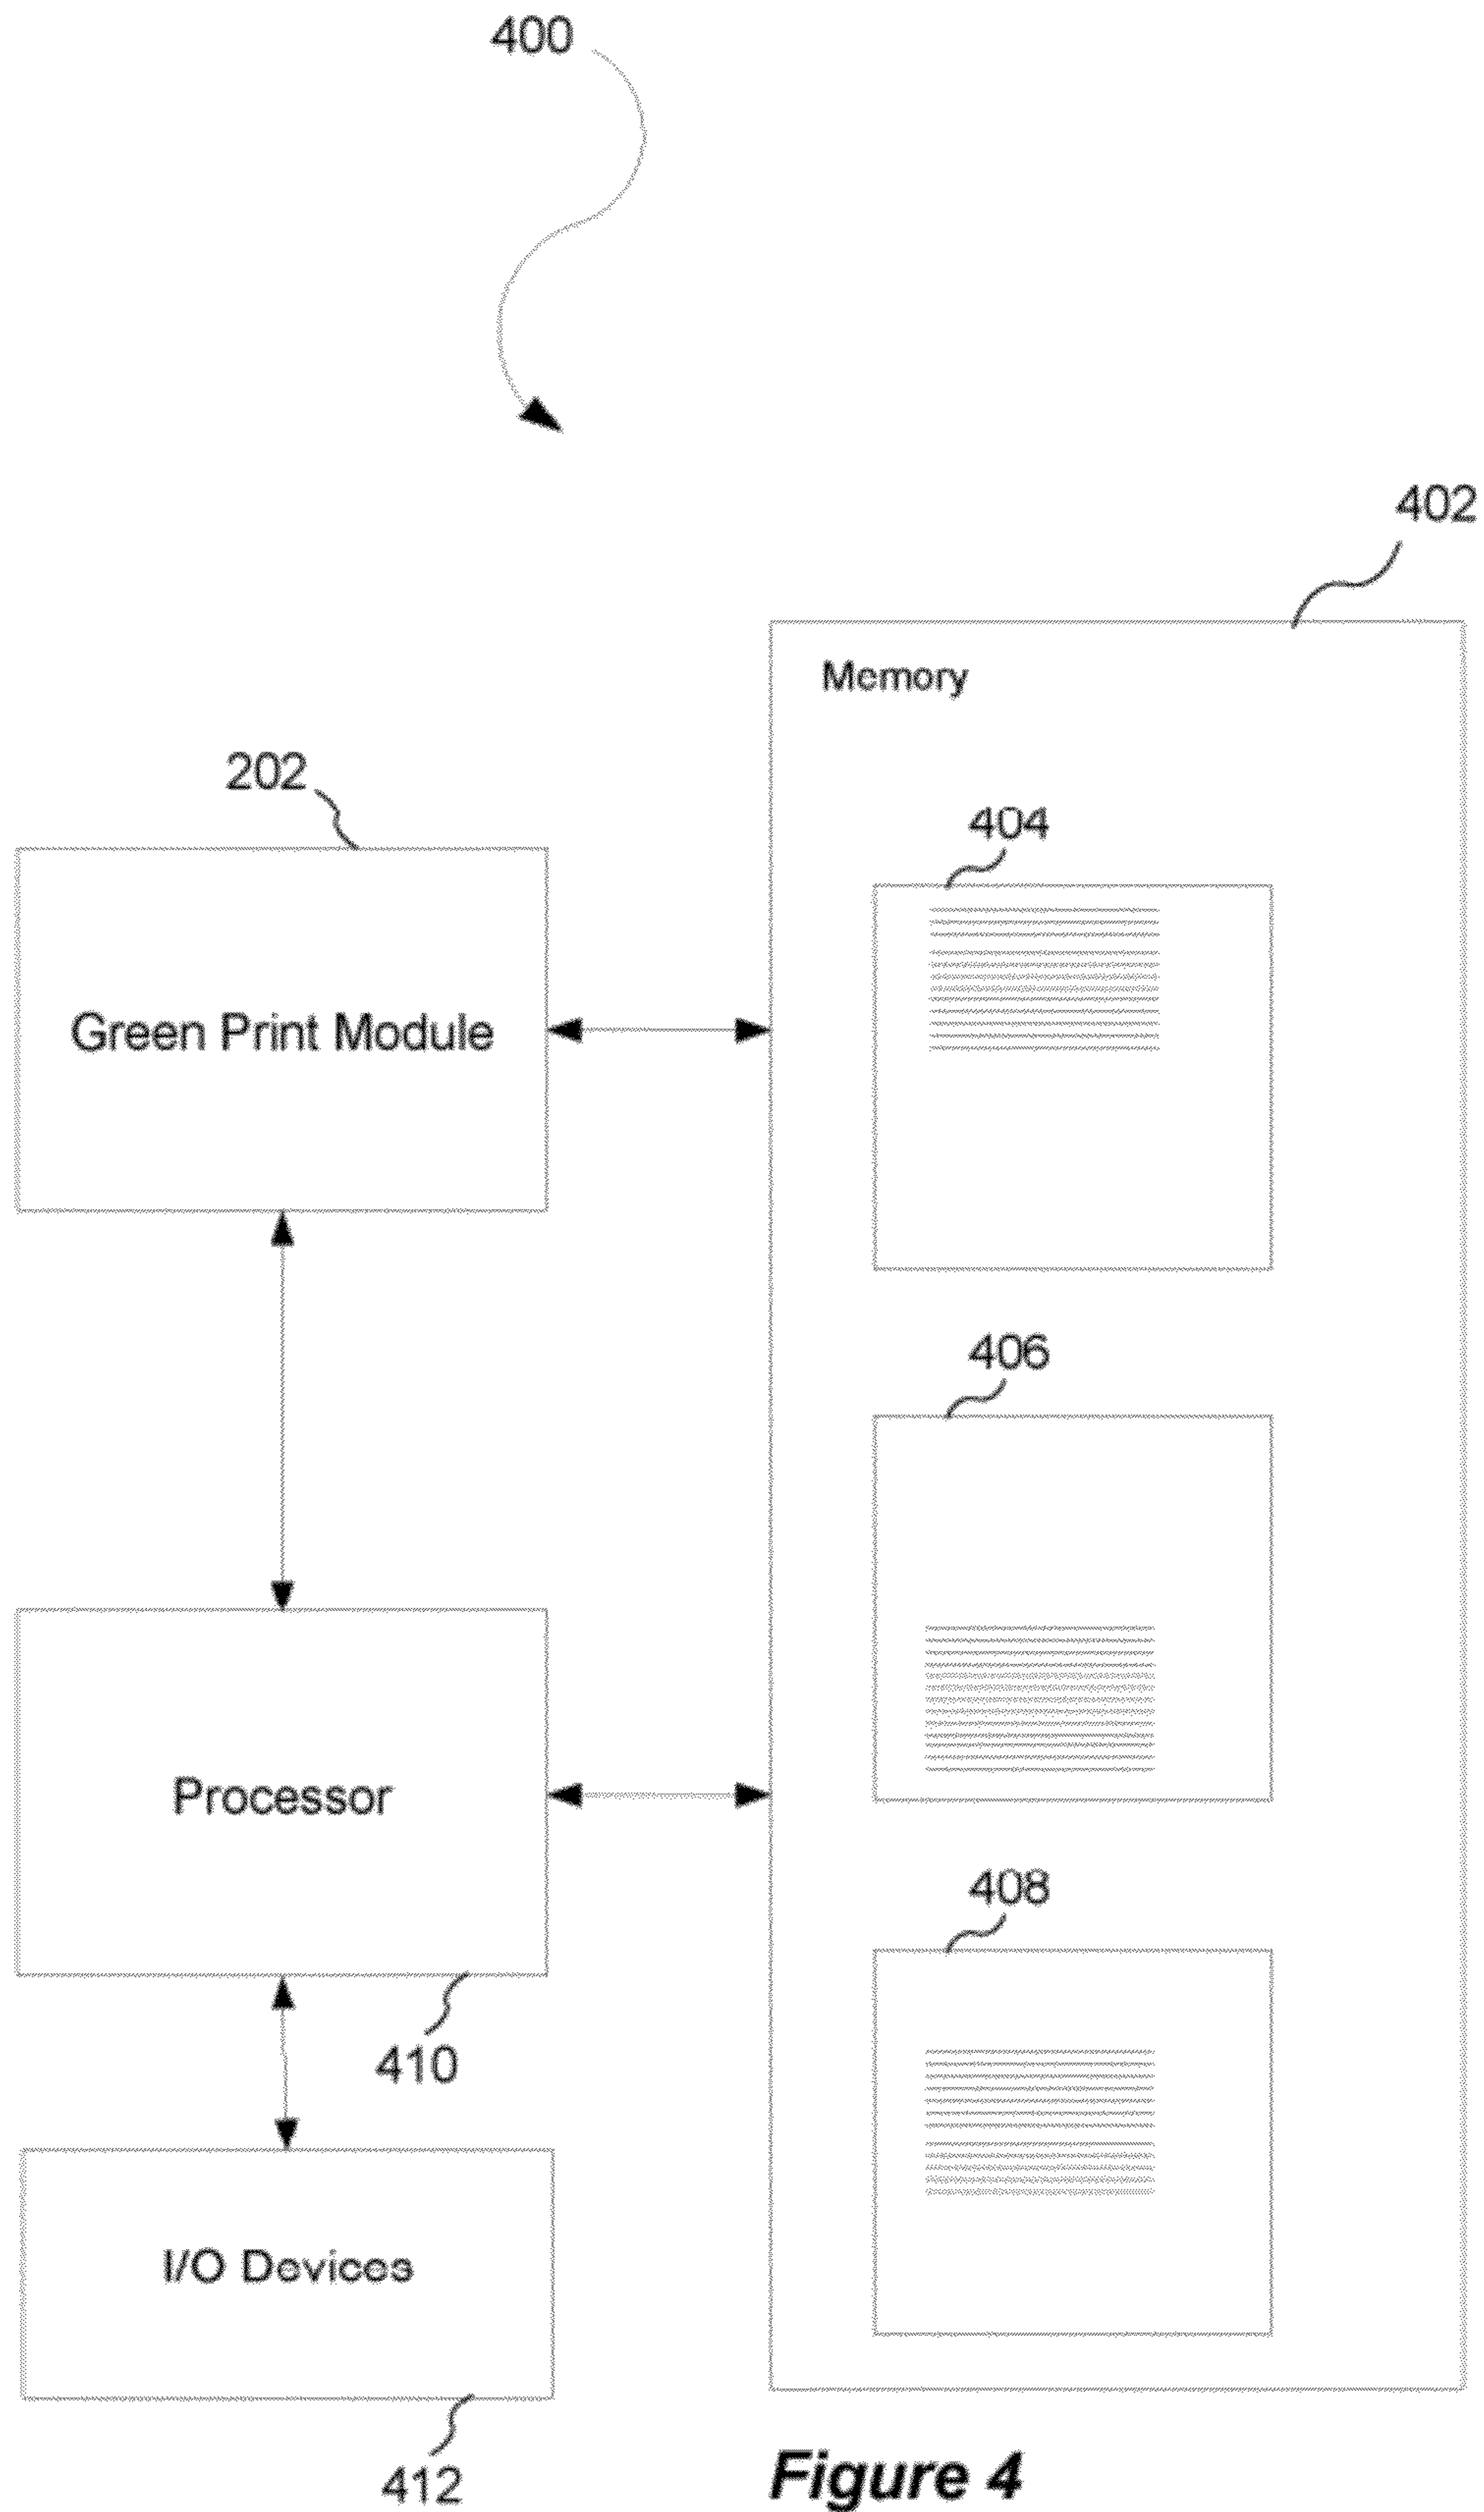 400
402
Memory
202
404
Green Print Module
406
Processor
408
410
I/O Devices
412
Figure 4